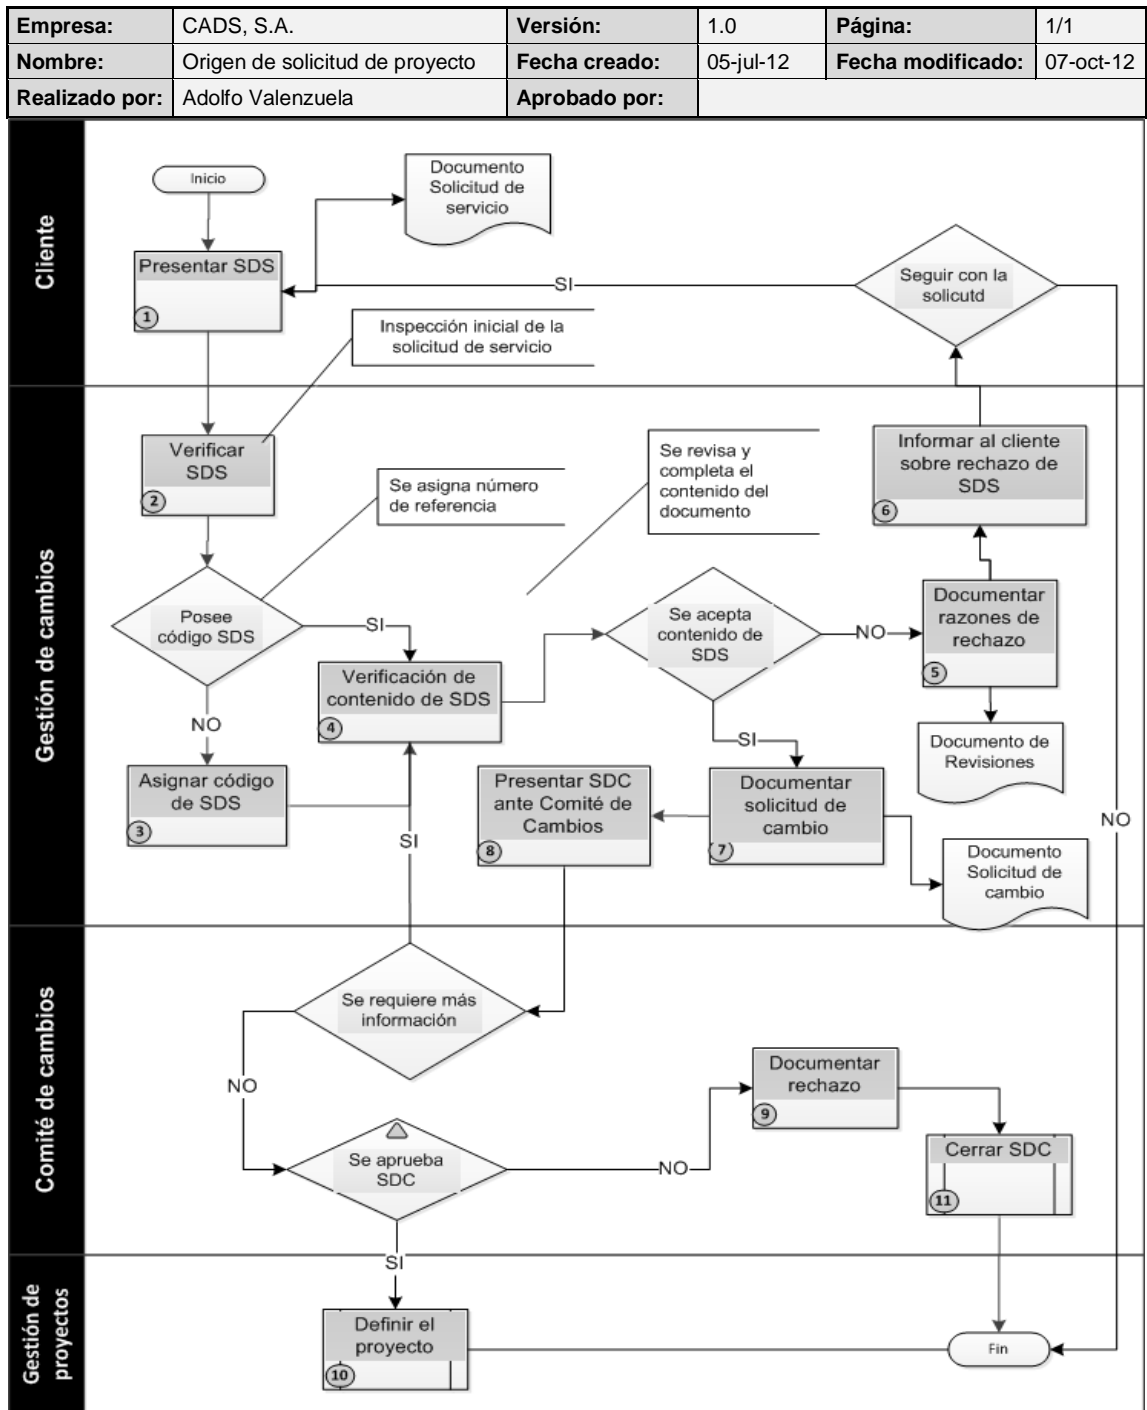 Empresa: CADS, S.A. Versión: 1.0 Página: 1/1
Nombre: Origen de solicitud de proyecto Fecha creado: 05-jul-12 Fecha modificado: 07-oct-12
Realizado por: Adolfo Valenzuela Aprobado por:
Cliente
Inicio
Documento
Solicitud de
servicio
Presentar SDS
1
SI
Seguir con la
solicutd
Inspección inicial de la
solicitud de servicio
Gestión de cambios
Verificar
SDS
2
Se asigna número
de referencia
Se revisa y
completa el
contenido del
documento
Informar al cliente
sobre rechazo de
SDS
6
Posee
código SDS
SI
Se acepta
contenido de
SDS
NO
Documentar
razones de
rechazo
5
Verificación de
contenido de SDS
4
NO
SI
Documento de
Revisiones
Asignar código
de SDS
3
Presentar SDC
ante Comité de
Cambios
8
Documentar
solicitud de
cambio
7
NO
SI
Documento
Solicitud de
cambio
Comité de cambios
Se requiere más
información
NO
Documentar
rechazo
9
Se aprueba
SDC
NO
Cerrar SDC
11
SI
Gestión de
proyectos
Definir el
proyecto
10
Fin